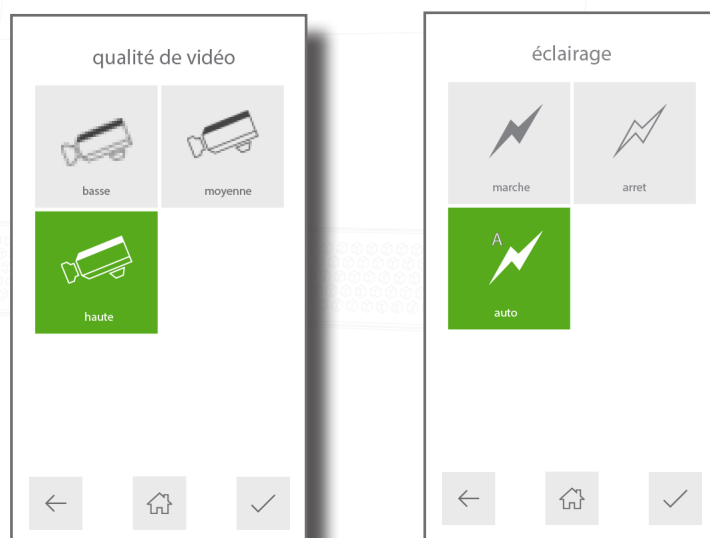 qualité de vidéo
basse
moyenne
haute
éclairage
marche
arret
A
auto